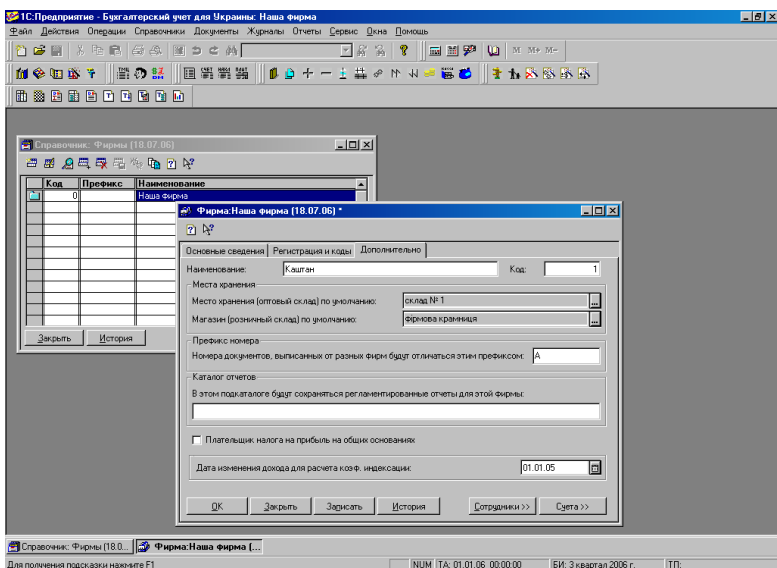 1С:Предприятие - Бухгалтерский учет для Украины: Наша фирма
Файл Действия Операции Справочники Документы Журналы Отчеты Сервис Окна Помощь
M M+ M-
Справочник: Фирмы (18.07.06)
Код Префикс Наименование
0 Наша фирма
Закрыть История
Фирма:Наша фирма (18.07.06) *
Основные сведения Регистрация и коды Дополнительно
Наименование: Каштан Код: 1
Места хранения
Место хранения (оптовый склад) по умолчанию: склад № 1 ...
Магазин (розничный склад) по умолчанию: фірмова крамниця ...
Префикс номера
Номера документов, выписанных от разных фирм будут отличаться этим префиксом: А
Каталог отчетов
В этом подкаталоге будут сохраняться регламентированные отчеты для этой фирмы:
Плательщик налога на прибыль на общих основаниях
Дата изменения дохода для расчета коэф. индексации: 01.01.05
OK Закрыть Записать История Сотрудники >> Счета >>
Справочник: Фирмы (18.0... Фирма:Наша фирма (...
Для получения подсказки нажмите F1 NUM TA: 01.01.06 00:00:00 БИ: 3 квартал 2006 г. ТП: